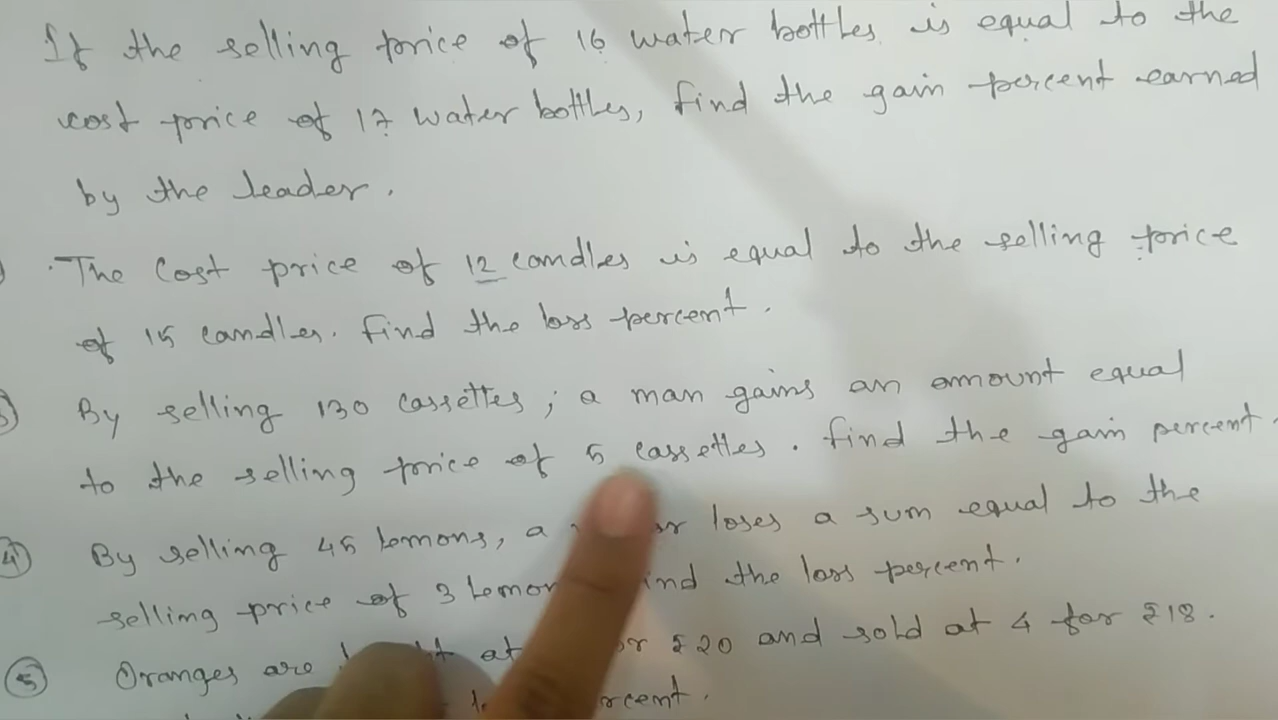 If the selling price of 16 water bottles is equal to the
cost price of 17 water bottles, find the gain percent earned
by the leader.
The Cost price of 12 candles is equal to the selling price
of 15 candles. Find the loss percent.
3) By selling 130 cassettes, a man gains an amount equal
to the selling price of 5 cassettes. find the gain percent.
4) By selling 45 lemons, a loses a sum equal to the
selling price of 3 the loss percent.
5) Oranges are at ₹20 and sold at 4 for ₹18.